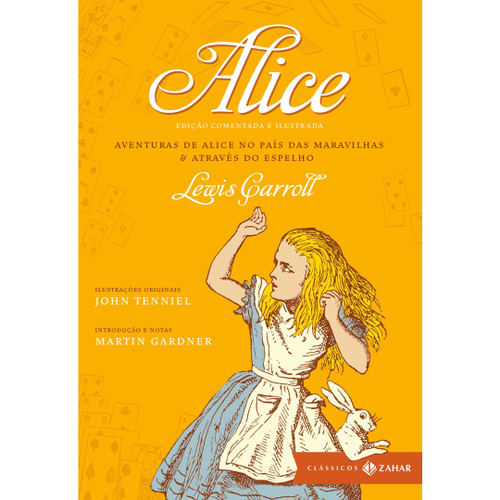 Alice
EDIÇÃO COMENTADA E ILUSTRADA
AVENTURAS DE ALICE NO PAÍS DAS MARAVILHAS
& ATRAVÉS DO ESPELHO
Lewis Carroll
ILUSTRAÇÕES ORIGINAIS
JOHN TENNIEL
INTRODUÇÃO E NOTAS
MARTIN GARDNER
CLÁSSICOS ZAHAR